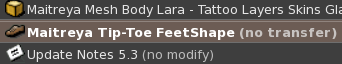 Maitreya Mesh Body Lara - Tattoo Layers Skins
Maitreya Tip-Toe FeetShape (no transfer)
Update Notes 5.3 (no modify)